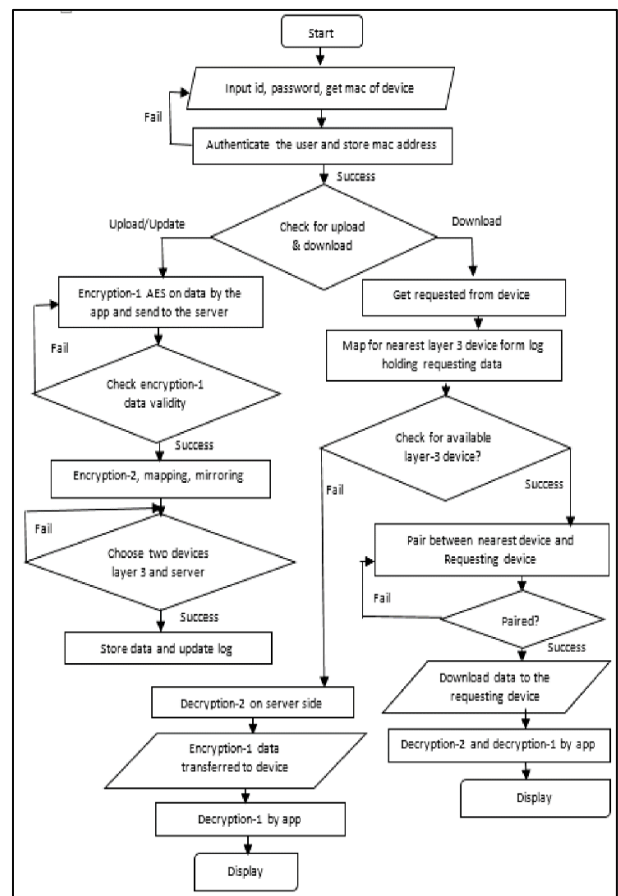 Start
Input id, password, get mac of device
Fail
Authenticate the user and store mac address
Success
Check for upload
& download
Upload/Update
Download
Encryption-1 AES on data by the
app and send to the server
Fail
Check encryption-1
data validity
Success
Encryption-2, mapping, mirroring
Fail
Choose two devices
layer 3 and server
Success
Store data and update log
Get requested from device
Map for nearest layer 3 device form log
holding requesting data
Check for available
layer-3 device?
Fail
Success
Pair between nearest device and
Requesting device
Fail
Paired?
Success
Download data to the
requesting device
Decryption-2 and decryption-1 by app
Display
Decryption-2 on server side
Encryption-1 data
transferred to device
Decryption-1 by app
Display